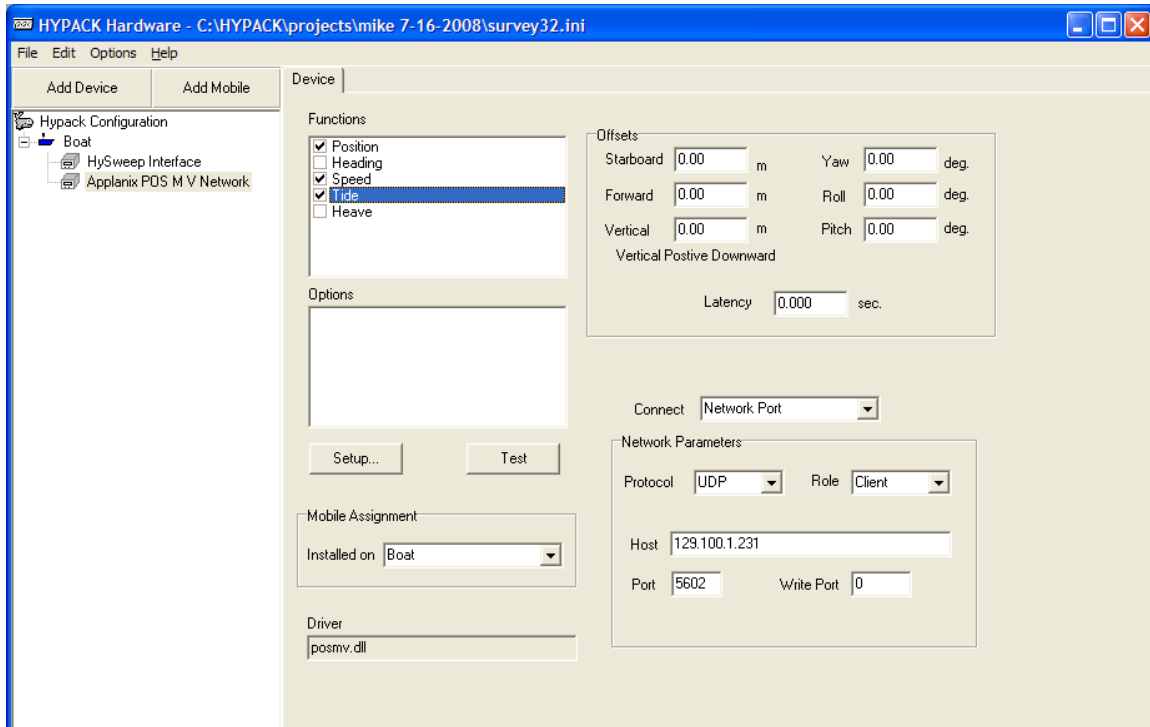 HYPACK Hardware - C:\HYPACK\projects\mike 7-16-2008\survey32.ini
File Edit Options Help
Add Device Add Mobile
Device
Hypack Configuration
Boat
HySweep Interface
Applanix POS M V Network
Functions
Position
Heading
Speed
Tide
Heave
Options
Setup... Test
Mobile Assignment
Installed on Boat
Driver
posmv.dll
Offsets
Starboard 0.00 m Yaw 0.00 deg.
Forward 0.00 m Roll 0.00 deg.
Vertical 0.00 m Pitch 0.00 deg.
Vertical Postive Downward
Latency 0.000 sec.
Connect Network Port
Network Parameters
Protocol UDP Role Client
Host 129.100.1.231
Port 5602 Write Port 0